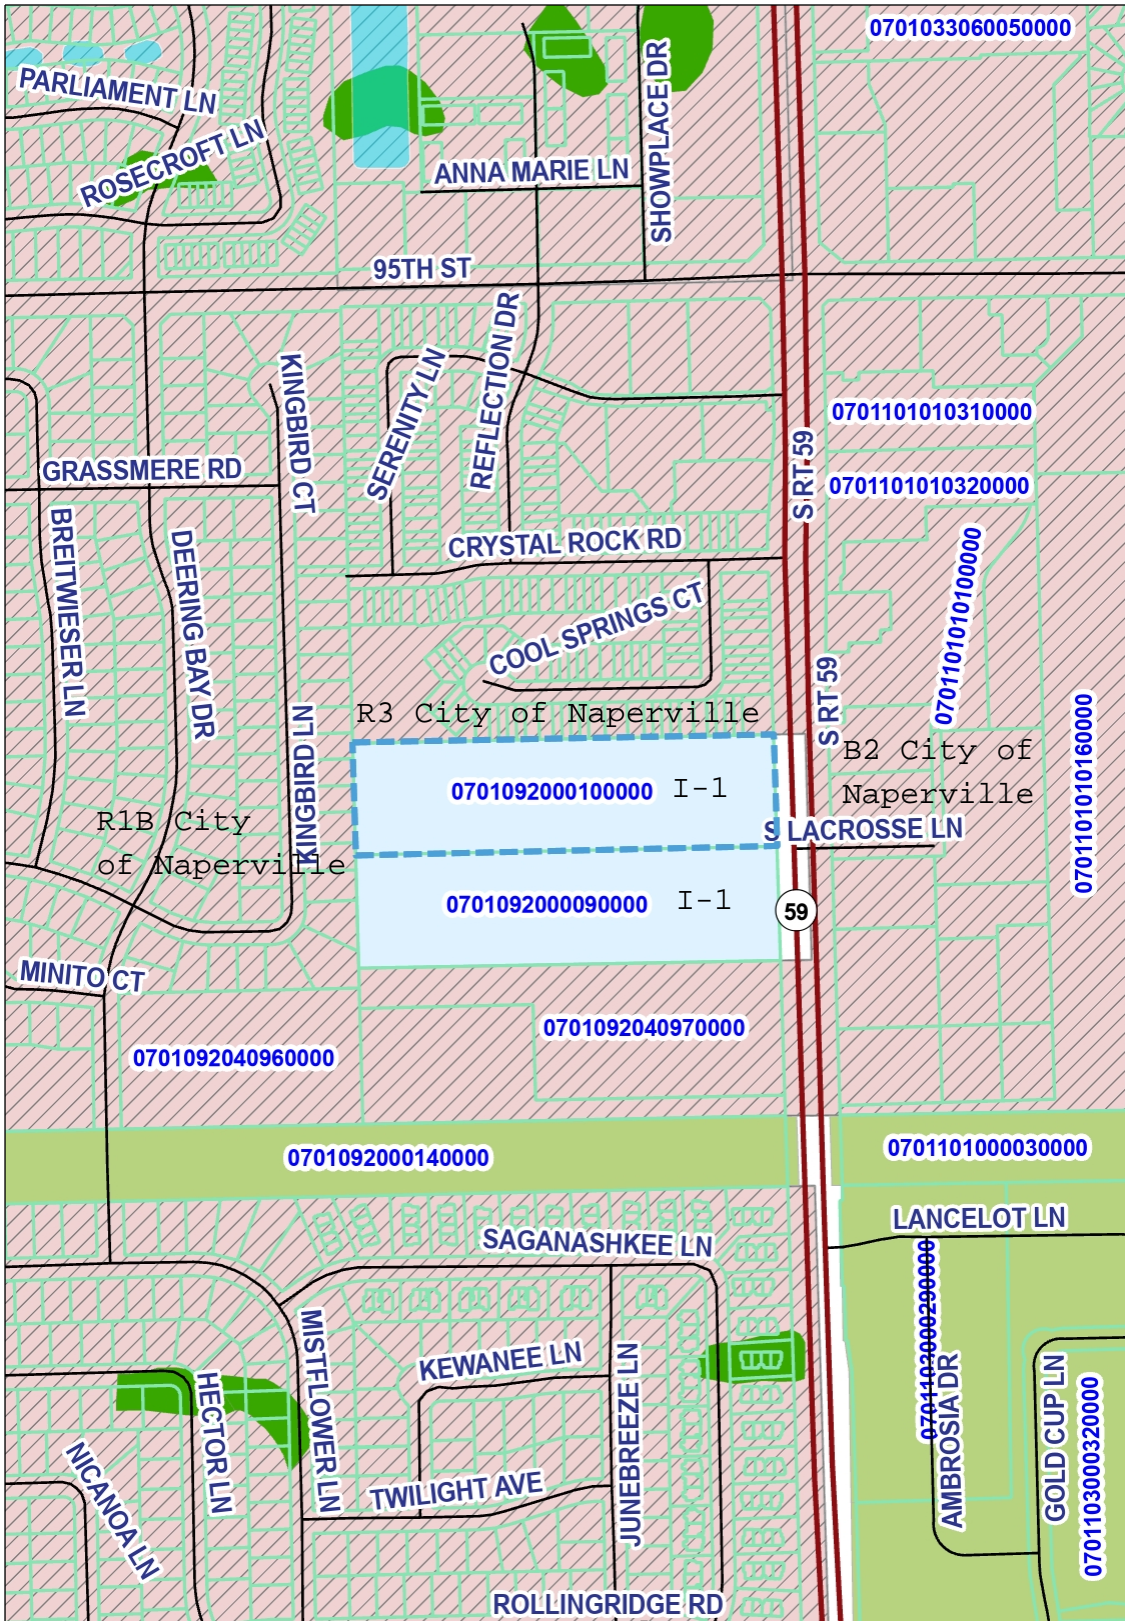 0701033060050000
PARLIAMENT LN
SHOWPLACE DR
ROSECROFT LN
ANNA MARIE LN
95TH ST
KINGBIRD CT
SERENITY LN
REFLECTION DR
0701101010310000
GRASSMERE RD
S RT 59
0701101010320000
BREITWIESER LN
DEERING BAY DR
CRYSTAL ROCK RD
0701101010100000
COOL SPRINGS CT
S RT 59
KINGBIRD LN
R3 City of Naperville
B2 City of
Naperville
0701101010160000
0701092000100000 I-1
R1B City
of Naperville
S LACROSSE LN
0701092000090000 I-1
59
MINITO CT
0701092040970000
0701092040960000
0701092000140000
0701101000030000
LANCELOT LN
SAGANASHKEE LN
0701103000290000
MISTFLOWER LN
KEWANEE LN
JUNEBREEZE LN
AMBROSIA DR
GOLD CUP LN
0701103000320000
HECTOR LN
NICANOA LN
TWILIGHT AVE
ROLLINGRIDGE RD